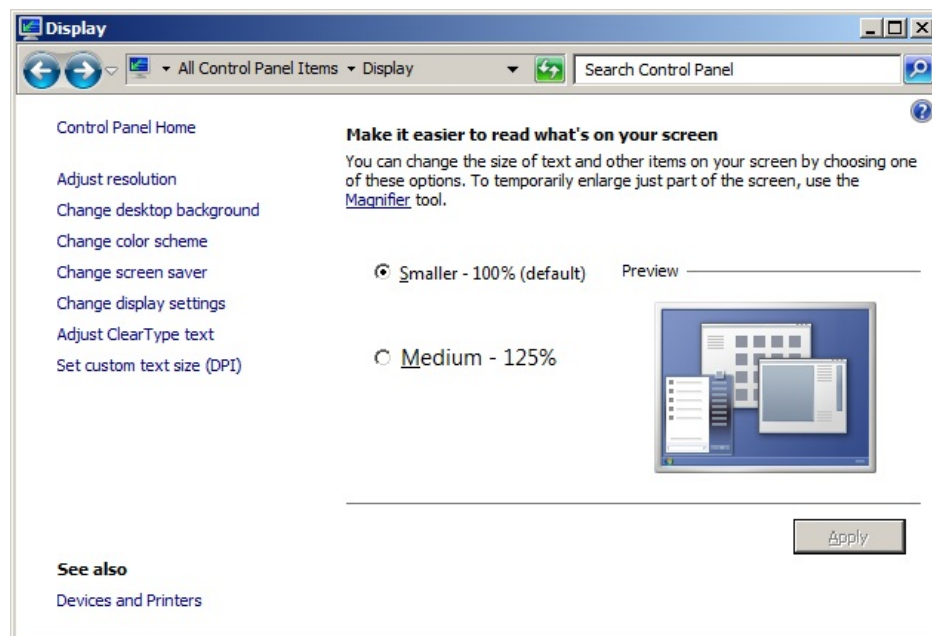 Display
All Control Panel Items Display
Search Control Panel
Control Panel Home
Adjust resolution
Change desktop background
Change color scheme
Change screen saver
Change display settings
Adjust ClearType text
Set custom text size (DPI)
See also
Devices and Printers
Make it easier to read what's on your screen
You can change the size of text and other items on your screen by choosing one
of these options. To temporarily enlarge just part of the screen, use the
Magnifier tool.
Smaller - 100% (default)
Preview
Medium - 125%
Apply